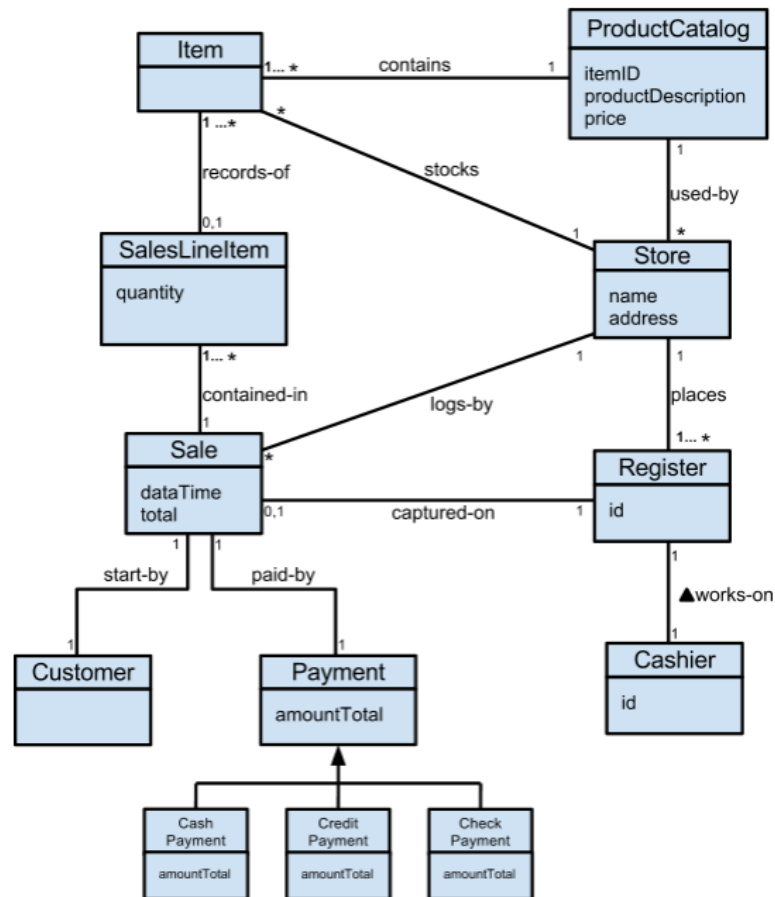 Item
ProductCatalog
itemID
productDescription
price
1... *
contains
1
*
1 ...*
stocks
1
records-of
used-by
0,1
1
*
SalesLineItem
quantity
Store
name
address
1... *
1
1
contained-in
logs-by
places
1
*
1... *
Sale
dataTime
total
Register
id
0,1
captured-on
1
1
1
1
start-by
paid-by
▲works-on
1
1
1
Customer
Payment
amountTotal
Cashier
id
Cash
Payment
amountTotal
Credit
Payment
amountTotal
Check
Payment
amountTotal